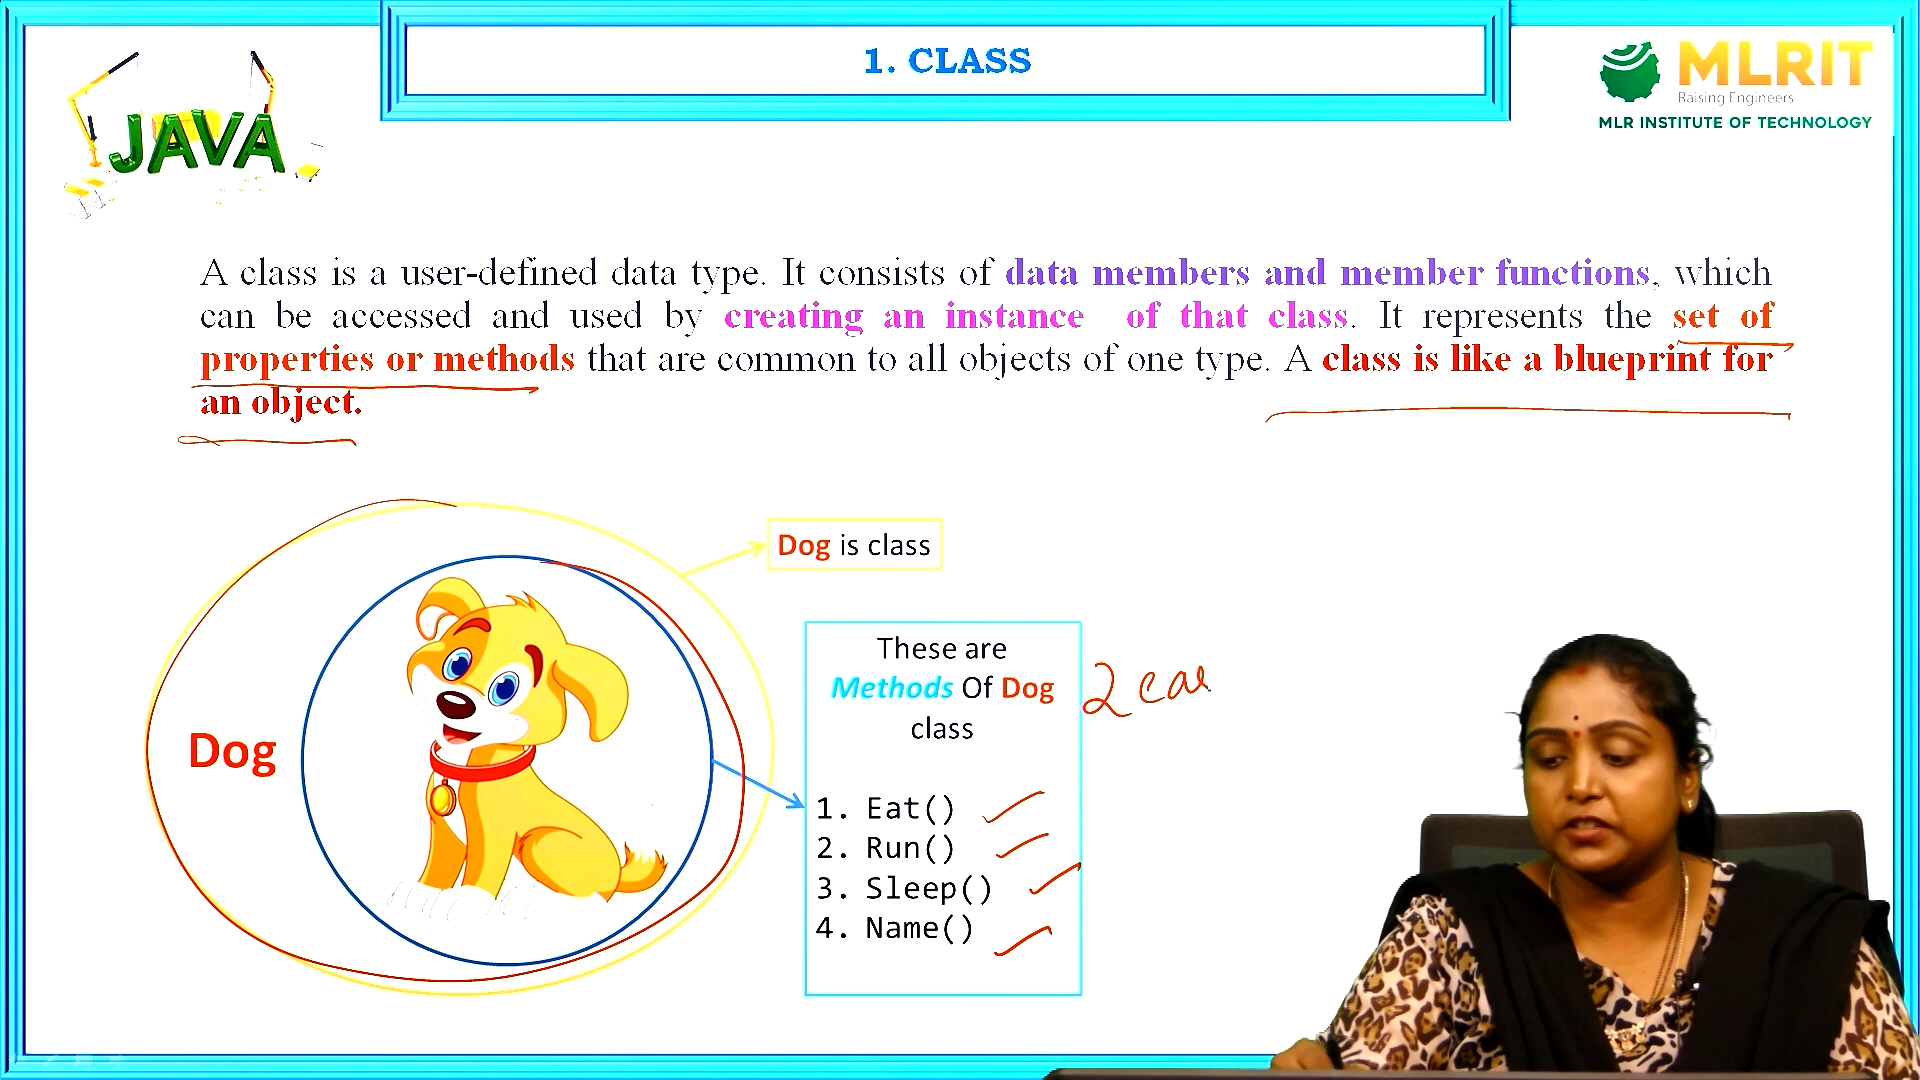 1. CLASS
JAVA
MLRIT
Raising Engineers
MLR INSTITUTE OF TECHNOLOGY
A class is a user-defined data type. It consists of data members and member functions, which
can be accessed and used by creating an instance of that class. It represents the set of
properties or methods that are common to all objects of one type. A class is like a blueprint for
an object.
Dog is class
Dog
These are
Methods Of Dog
class
1. Eat()
2. Run()
3. Sleep()
4. Name()
2